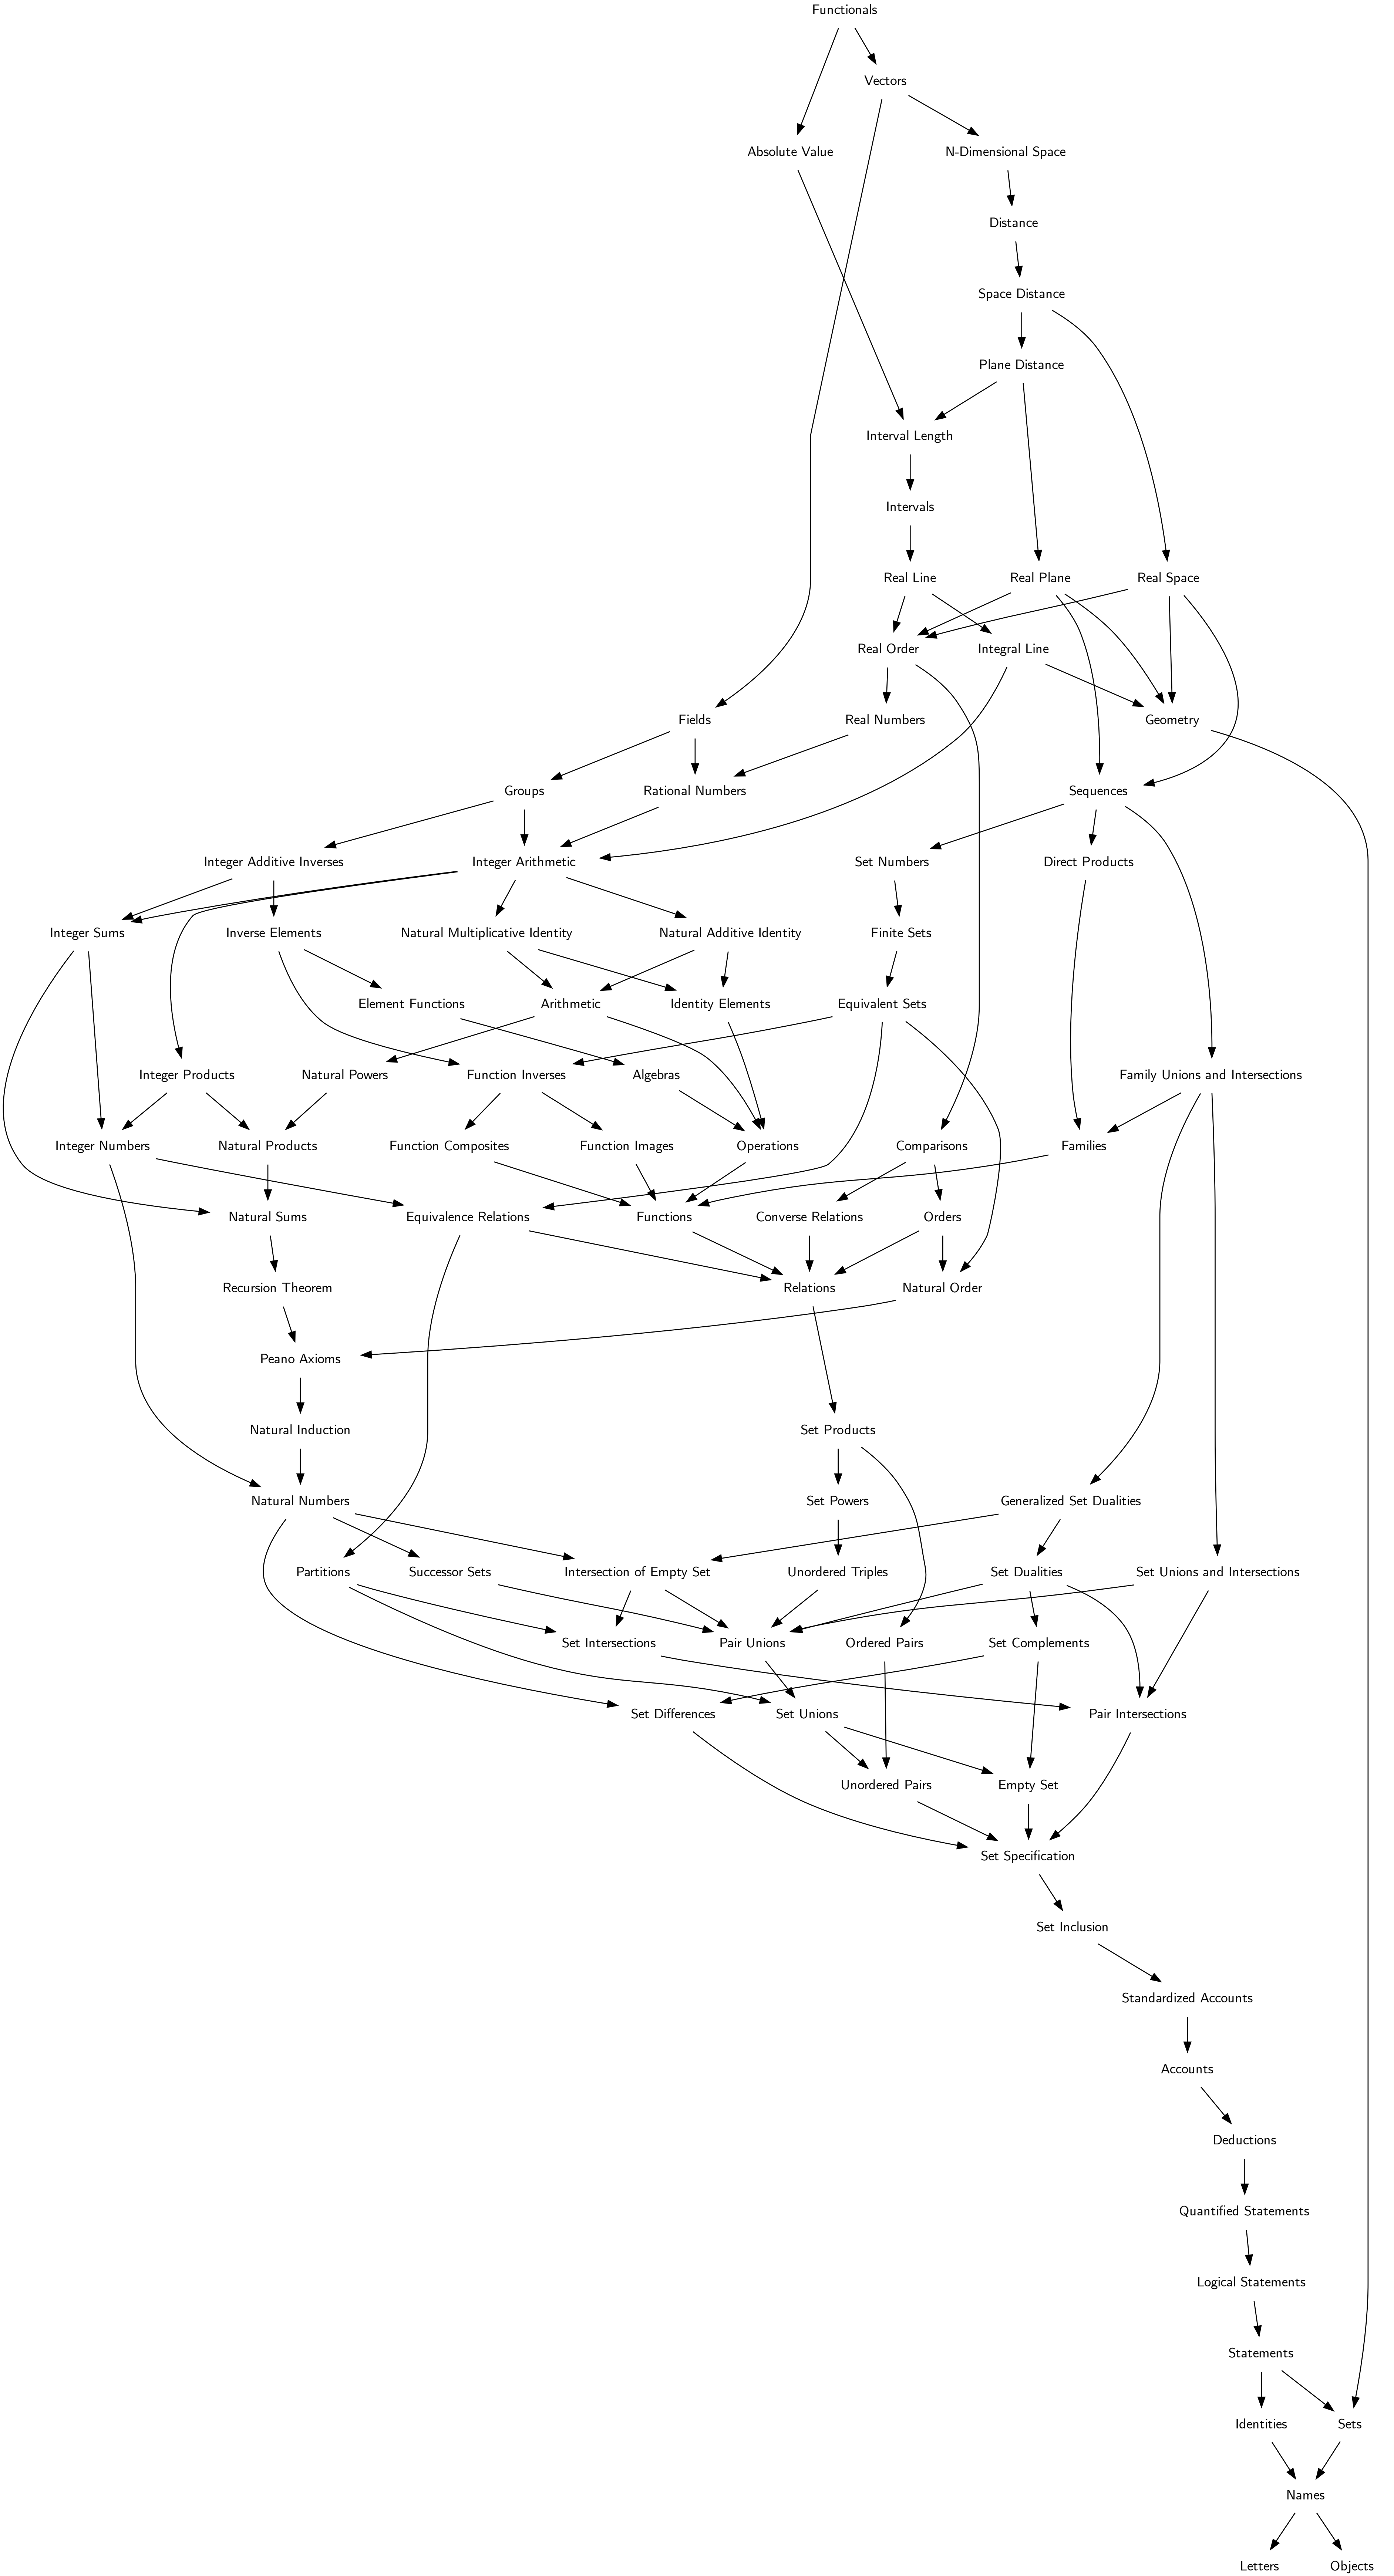 Functionals
Vectors
Absolute Value
N-Dimensional Space
Distance
Space Distance
Plane Distance
Interval Length
Intervals
Real Line
Real Plane
Real Space
Real Order
Integral Line
Fields
Real Numbers
Geometry
Groups
Rational Numbers
Sequences
Integer Additive Inverses
Integer Arithmetic
Set Numbers
Direct Products
Integer Sums
Inverse Elements
Natural Multiplicative Identity
Natural Additive Identity
Finite Sets
Element Functions
Arithmetic
Identity Elements
Equivalent Sets
Integer Products
Natural Powers
Function Inverses
Algebras
Family Unions and Intersections
Integer Numbers
Natural Products
Function Composites
Function Images
Operations
Comparisons
Families
Natural Sums
Equivalence Relations
Functions
Converse Relations
Orders
Recursion Theorem
Relations
Natural Order
Peano Axioms
Natural Induction
Set Products
Natural Numbers
Set Powers
Generalized Set Dualities
Partitions
Successor Sets
Intersection of Empty Set
Unordered Triples
Set Dualities
Set Unions and Intersections
Set Intersections
Pair Unions
Ordered Pairs
Set Complements
Set Differences
Set Unions
Pair Intersections
Unordered Pairs
Empty Set
Set Specification
Set Inclusion
Standardized Accounts
Accounts
Deductions
Quantified Statements
Logical Statements
Statements
Identities
Sets
Names
Letters
Objects